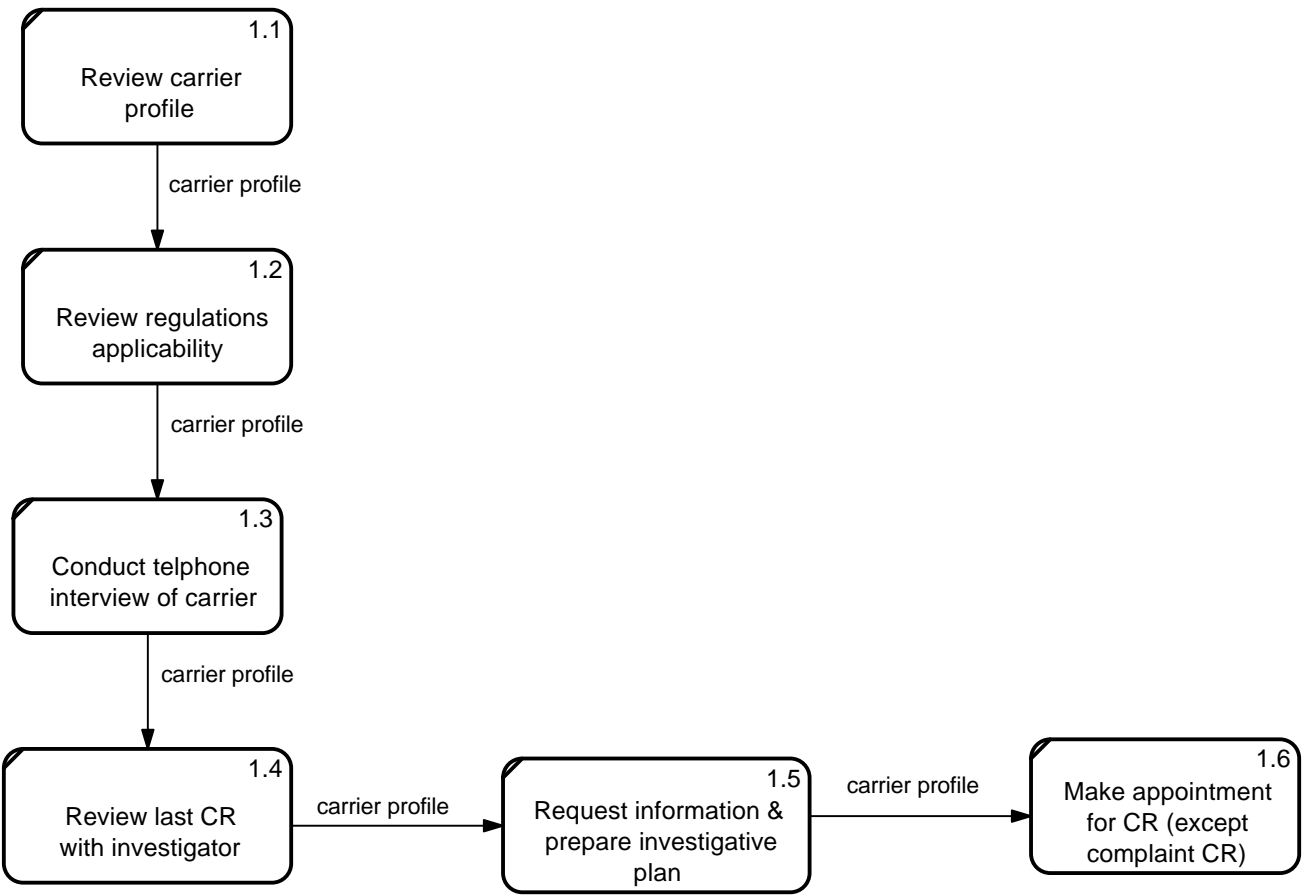 1.1
Review carrier
profile
carrier profile
1.2
Review regulations
applicability
carrier profile
1.3
Conduct telphone
interview of carrier
carrier profile
1.4
Review last CR
with investigator
carrier profile
1.5
Request information &
prepare investigative
plan
carrier profile
1.6
Make appointment
for CR (except
complaint CR)